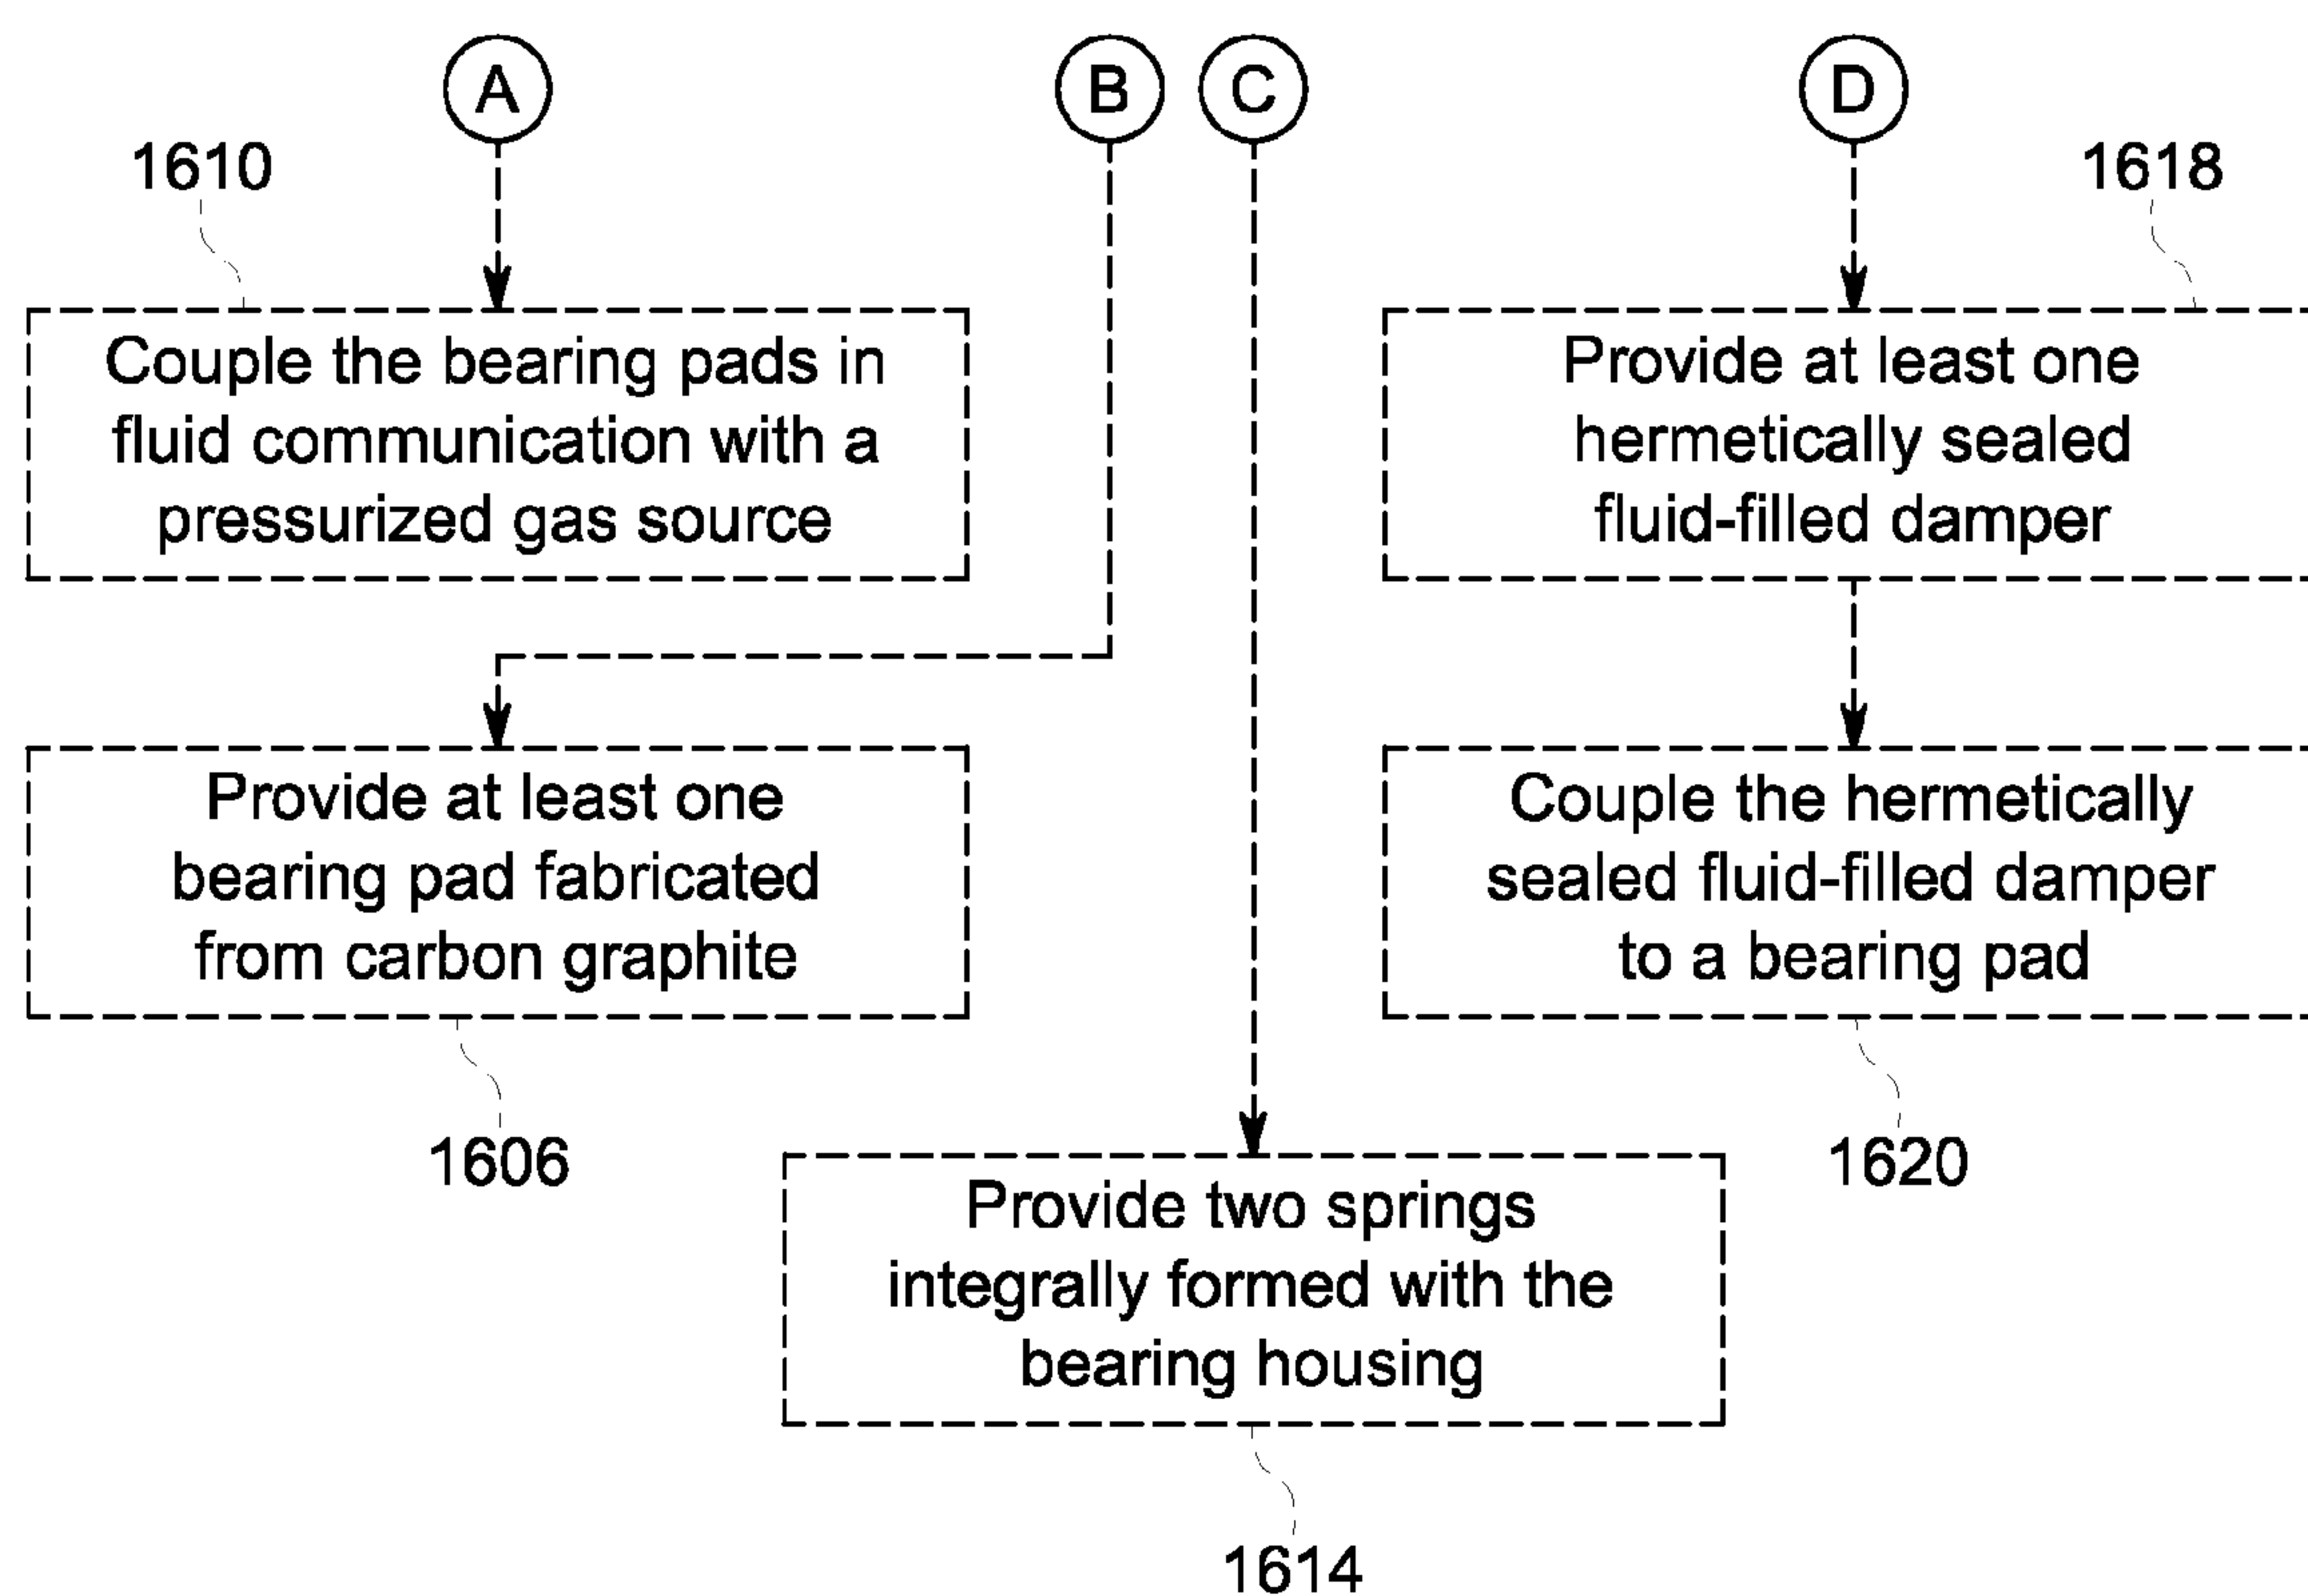 A
B
C
D
1610
1618
Couple the bearing pads in
fluid communication with a
pressurized gas source
Provide at least one
hermetically sealed
fluid-filled damper
Provide at least one
bearing pad fabricated
from carbon graphite
Couple the hermetically
sealed fluid-filled damper
to a bearing pad
1606
1620
Provide two springs
integrally formed with the
bearing housing
1614